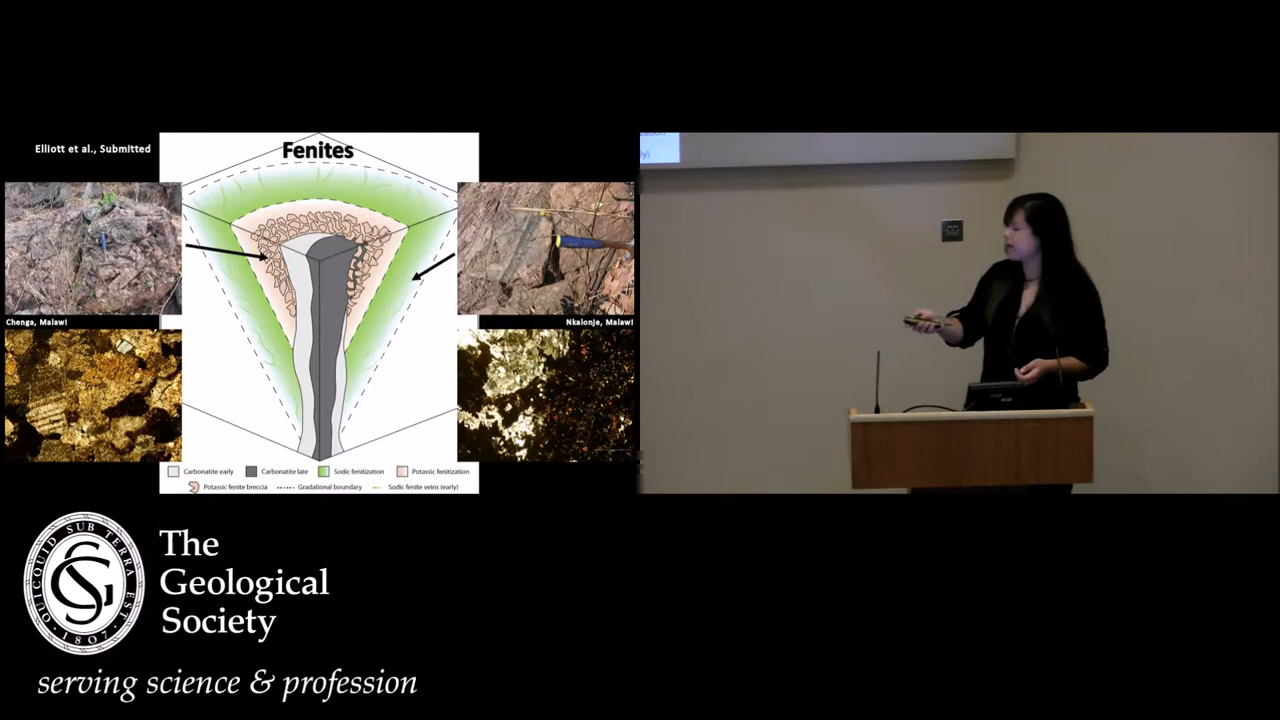 Elliott et al., Submitted
Fenites
Chenga, Malawi
Nkalonje, Malawi
Carbonatite early
Carbonatite late
Sodic fenitization
Potassic fenitization
Potassic fenite breccia
Gradational boundary
Sodic fenite veins (early)
QUICQUID SUB TERRA EST
1807
The
Geological
Society
serving science & profession